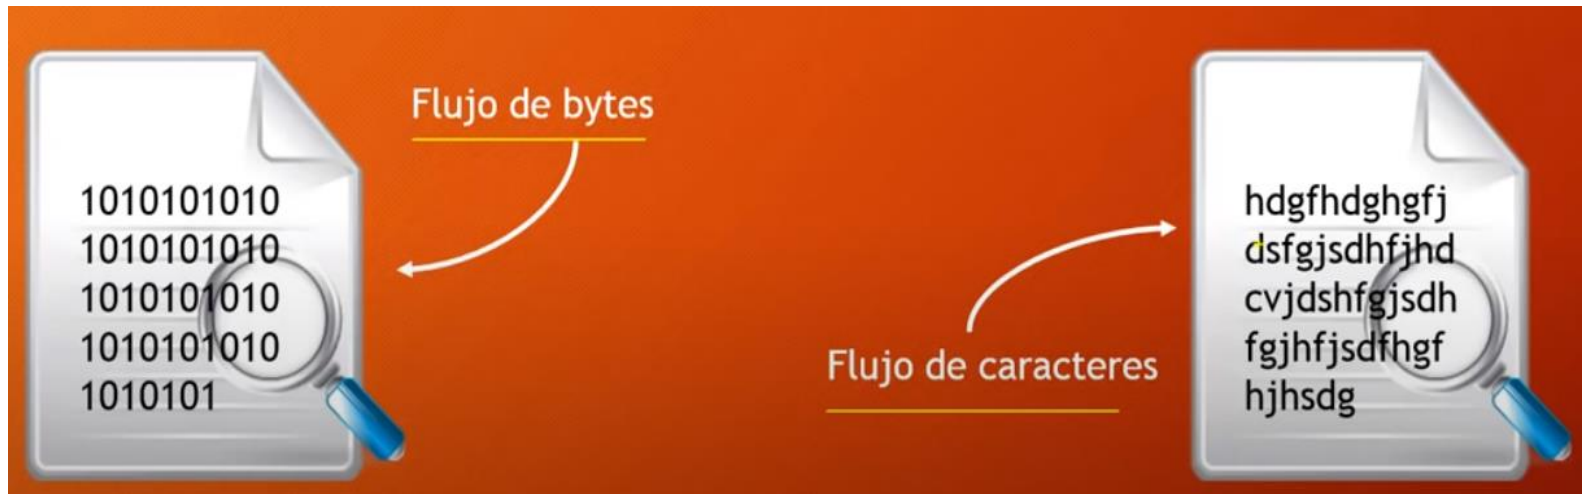 Flujo de bytes
1010101010
1010101010
1010101010
1010101010
1010101
Flujo de caracteres
hdgfhdghgfj
dsfgjsdhfjhd
cvjdshfgjsdh
fgjhfjsdfhgf
hjhsdg